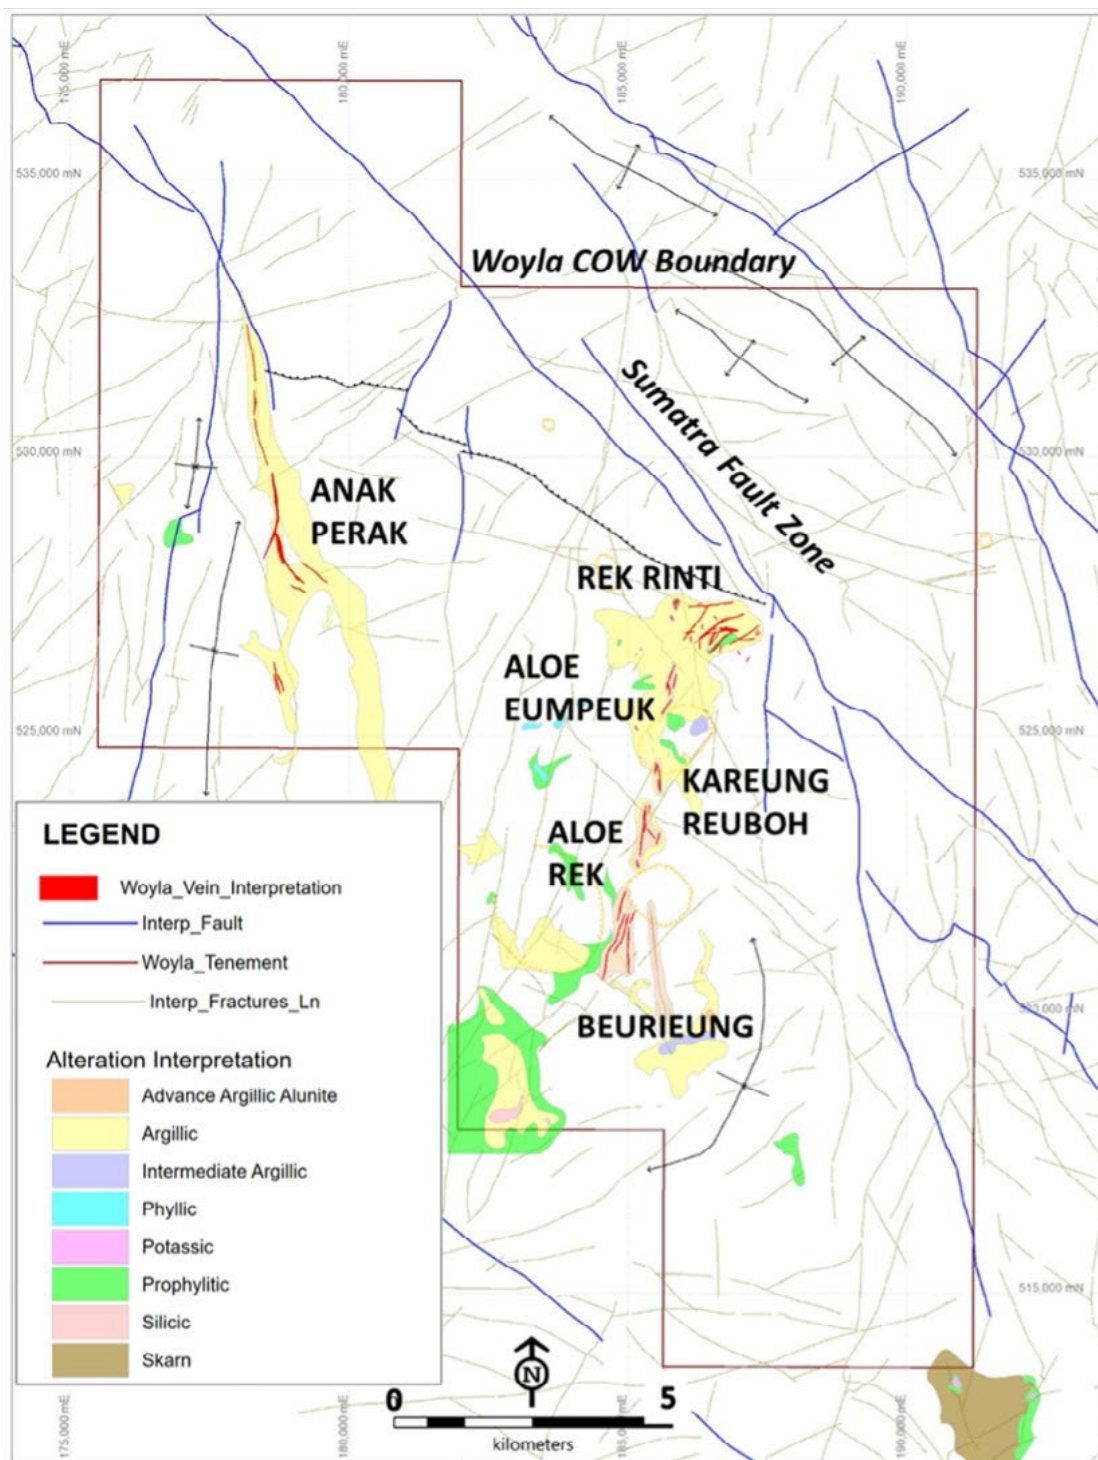 175,000 mE
180,000 mE
185,000 mE
190,000 mE
535,000 mN
535,000 mN
Woyla COW Boundary
Sumatra Fault Zone
530,000 mN
530,000 mN
ANAK
PERAK
REK RINTI
ALOE
EUMPEUK
525,000 mN
525,000 mN
KAREUNG
REUBOH
ALOE
REK
BEURIEUNG
515,000 mN
LEGEND
Woyla_Vein_Interpretation
Interp_Fault
Woyla_Tenement
Interp_Fractures_Ln
Alteration Interpretation
Advance Argillic Alunite
Argillic
Intermediate Argillic
Phyllic
Potassic
Prophylitic
Silicic
Skarn
N
0
5
kilometers
175,000 mE
180,000 mE
190,000 mE